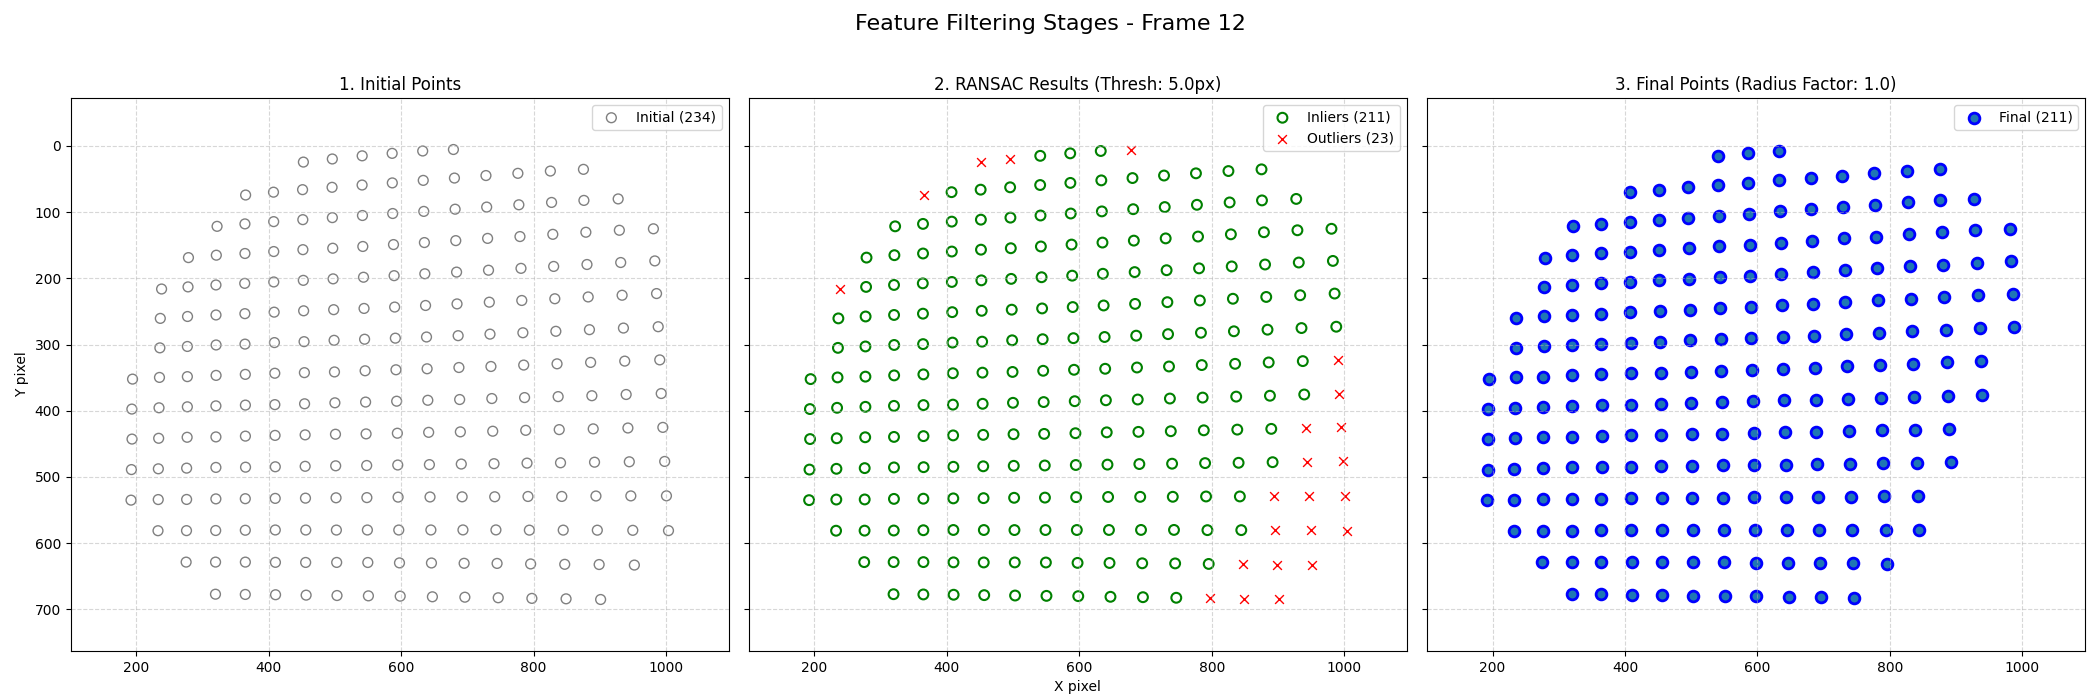 Feature Filtering Stages - Frame 12
1. Initial Points
Initial (234)
0
100
200
300
400
500
600
700
Y pixel
200 400 600 800 1000
2. RANSAC Results (Thresh: 5.0px)
Inliers (211)
Outliers (23)
200 400 600 800 1000
X pixel
3. Final Points (Radius Factor: 1.0)
Final (211)
200 400 600 800 1000